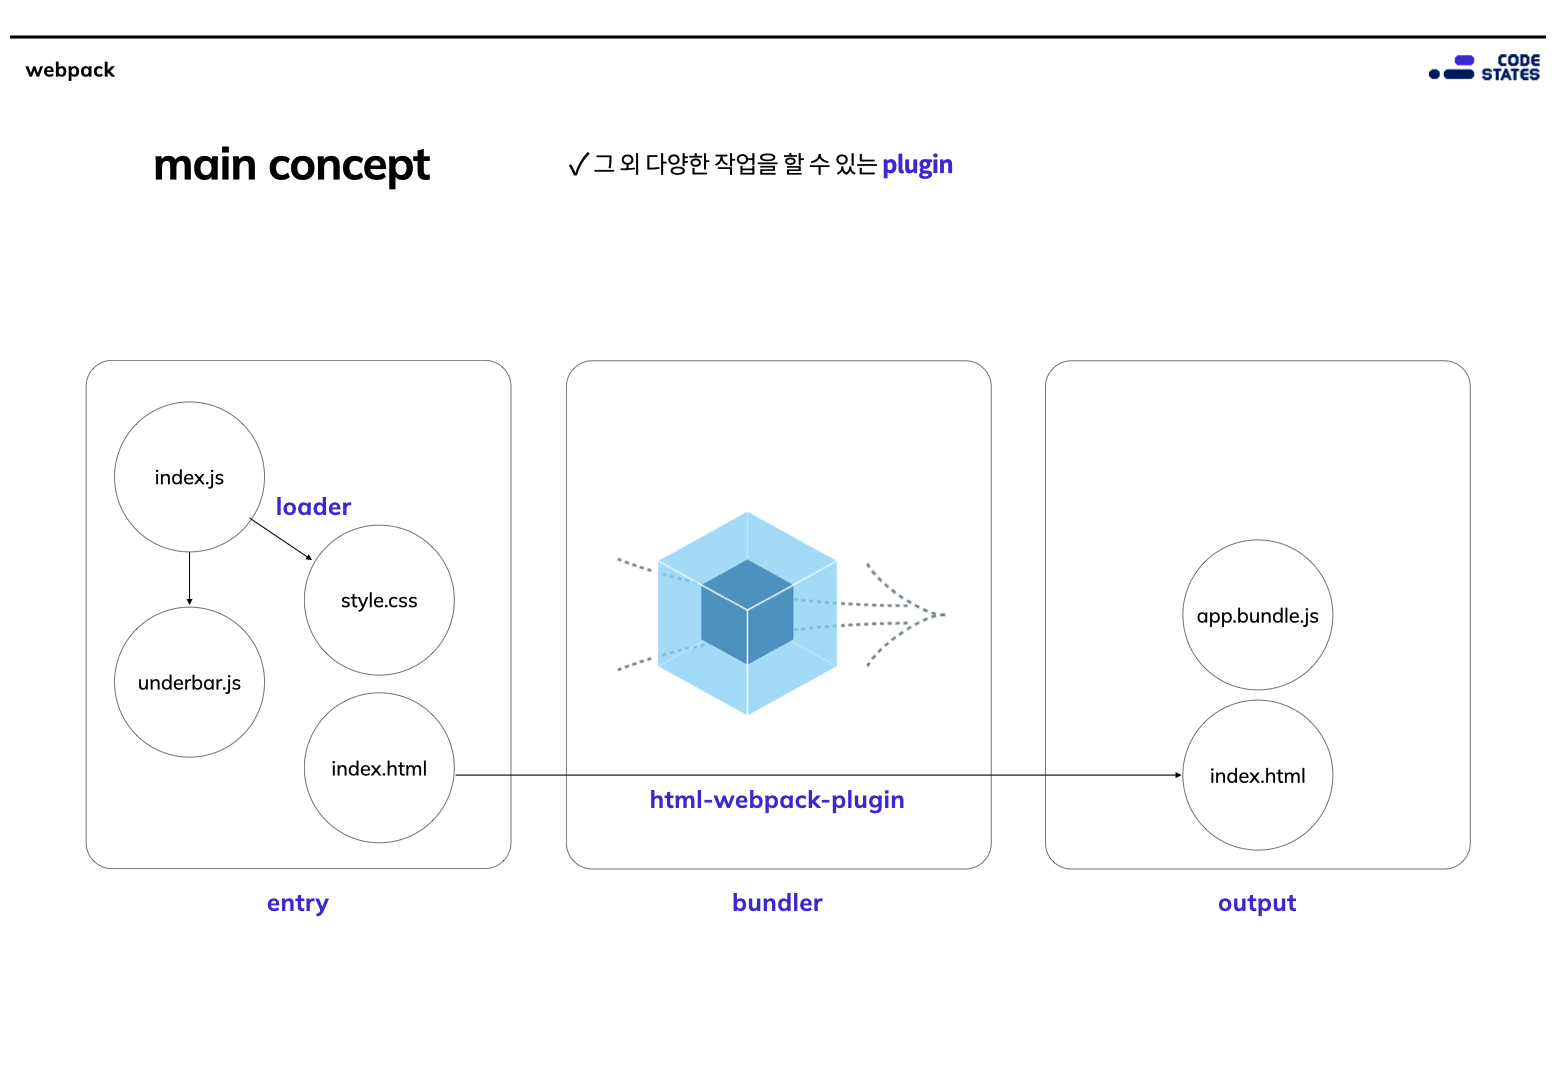 webpack
CODE
STATES
main concept
✓ 그 외 다양한 작업을 할 수 있는 plugin
index.js
loader
style.css
underbar.js
index.html
html-webpack-plugin
app.bundle.js
index.html
entry
bundler
output